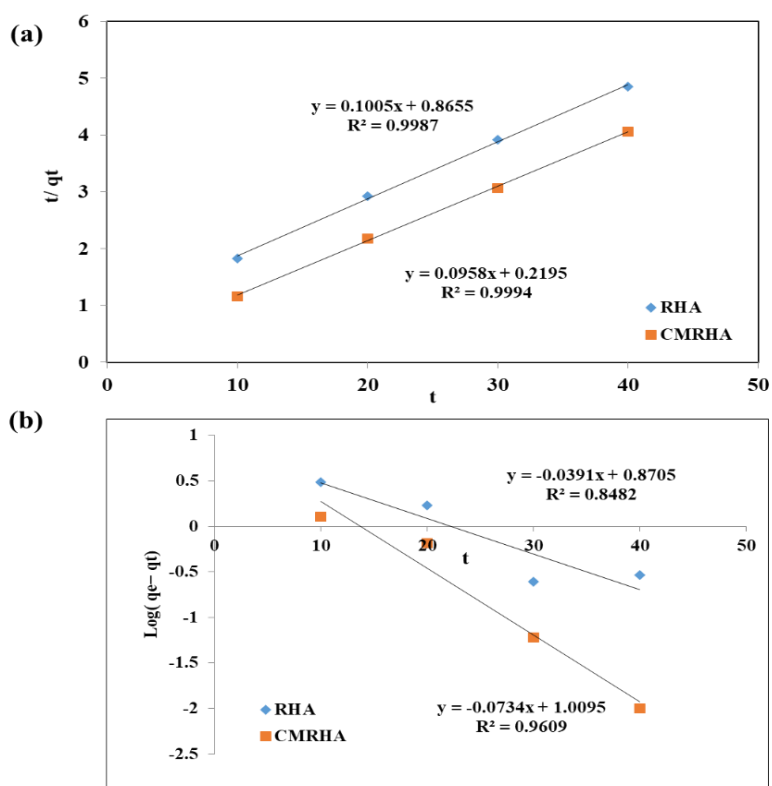 (a)
6
5
4
3
2
1
0
t/ qt
y = 0.1005x + 0.8655
R² = 0.9987
y = 0.0958x + 0.2195
R² = 0.9994
RHA
CMRHA
0 10 20 30 40 50
t
(b)
1
0.5
0
-0.5
-1
-1.5
-2
-2.5
Log( qe− qt)
y = -0.0391x + 0.8705
R² = 0.8482
0 10 20 30 40 50
t
RHA
CMRHA
y = -0.0734x + 1.0095
R² = 0.9609